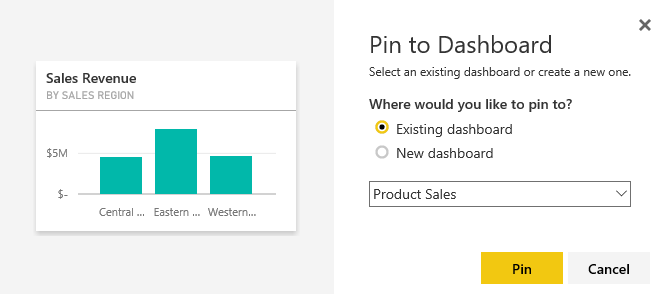 Sales Revenue
BY SALES REGION
$5M
$-
Central ... Eastern ... Western...
Pin to Dashboard
Select an existing dashboard or create a new one.
Where would you like to pin to?
Existing dashboard
New dashboard
Product Sales
Pin Cancel